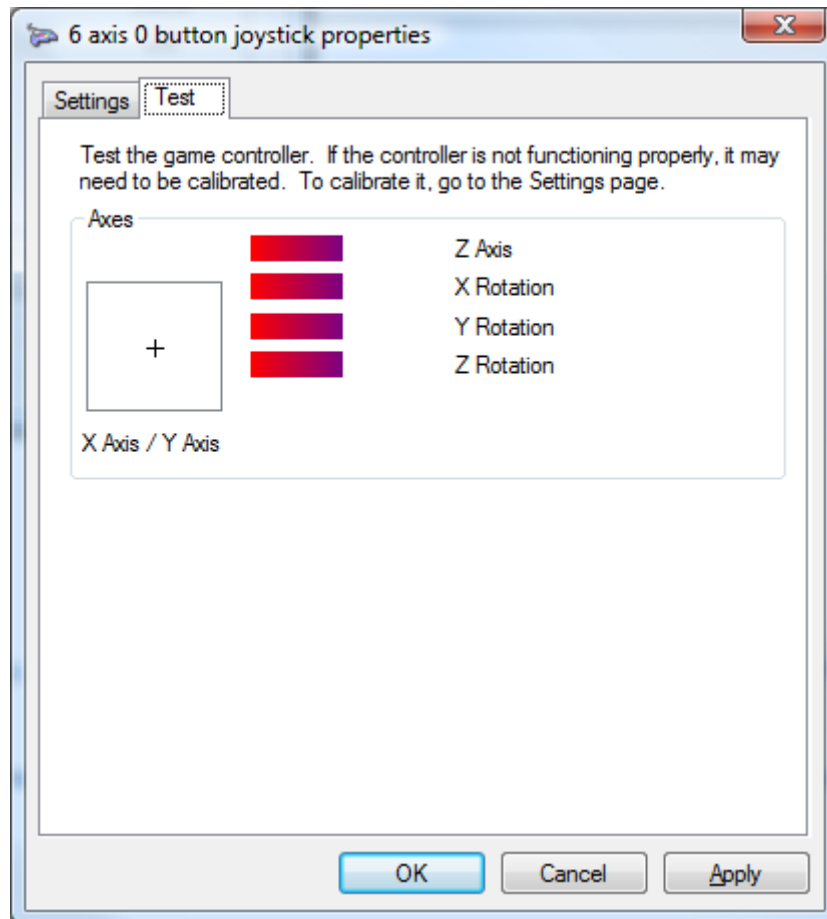 6 axis 0 button joystick properties
Settings
Test
Test the game controller.  If the controller is not functioning properly, it may
need to be calibrated.  To calibrate it, go to the Settings page.
Axes
Z Axis
X Rotation
Y Rotation
Z Rotation
X Axis / Y Axis
OK
Cancel
Apply